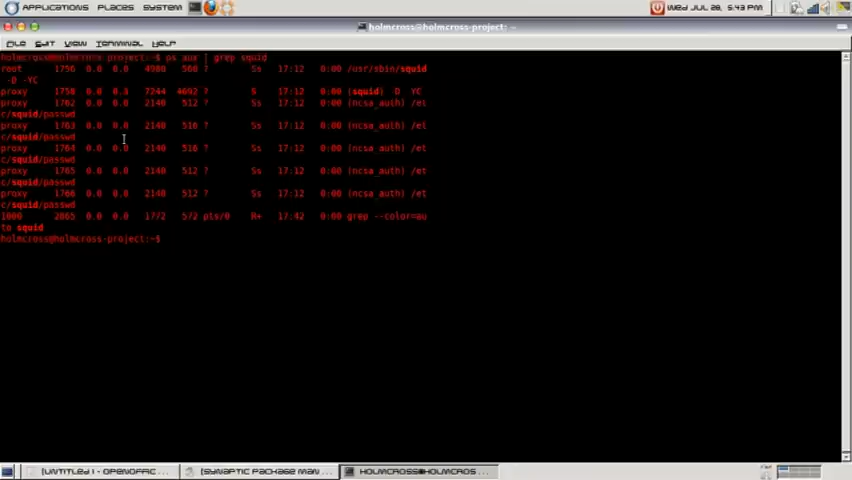 Applications Places System Wed Jul 28, 5:43 PM
holmcross@holmcross-project: ~
File Edit View Terminal Help
holmcross@holmcross-project:~$ ps aux | grep squid
root 1756 0.0 0.0 4980 560 ? Ss 17:12 0:00 /usr/sbin/squid
-D -YC
proxy 1758 0.0 0.3 7244 4692 ? S 17:12 0:00 (squid) -D -YC
proxy 1762 0.0 0.0 2140 512 ? Ss 17:12 0:00 (ncsa_auth) /et
c/squid/passwd
proxy 1763 0.0 0.0 2140 516 ? Ss 17:12 0:00 (ncsa_auth) /et
c/squid/passwd
proxy 1764 0.0 0.0 2140 516 ? Ss 17:12 0:00 (ncsa_auth) /et
c/squid/passwd
proxy 1765 0.0 0.0 2140 512 ? Ss 17:12 0:00 (ncsa_auth) /et
c/squid/passwd
proxy 1766 0.0 0.0 2140 512 ? Ss 17:12 0:00 (ncsa_auth) /et
c/squid/passwd
1000 2865 0.0 0.0 1772 572 pts/0 R+ 17:42 0:00 grep --color=au
to squid
holmcross@holmcross-project:~$
[Untitled 1 - OpenOffic... [Synaptic Package Man... holmcross@holmcros...